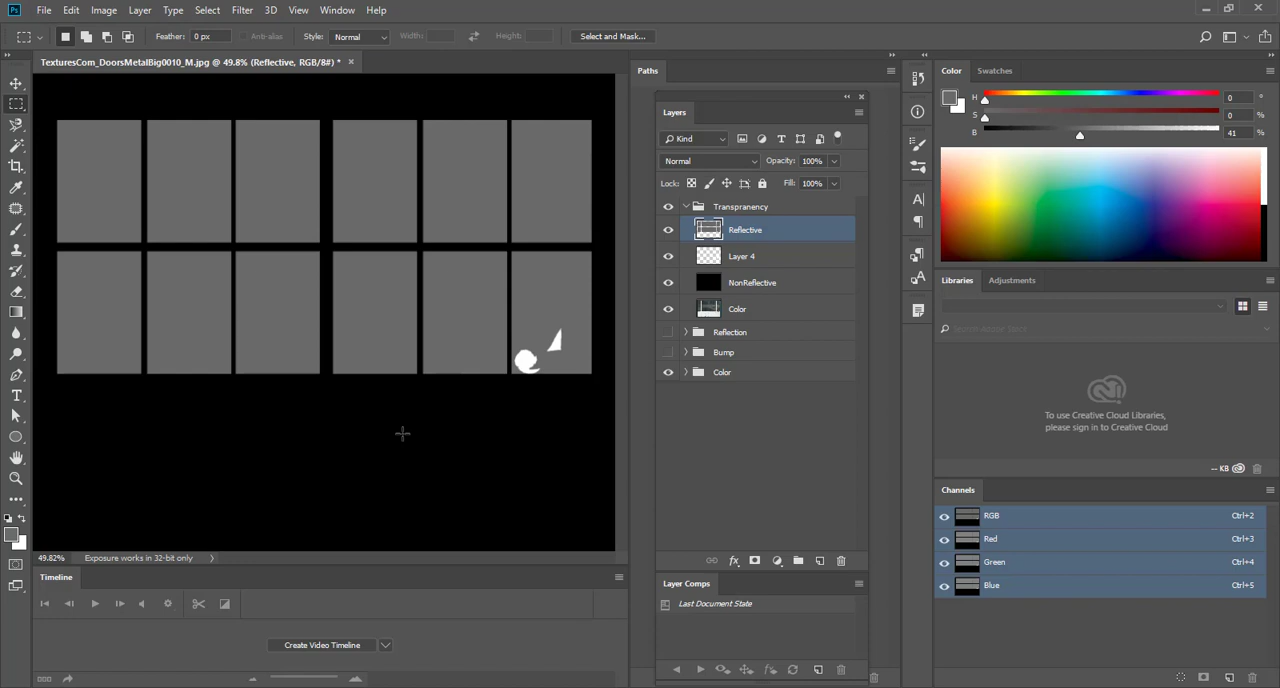 Ps File Edit Image Layer Type Select Filter 3D View Window Help
Feather: 0 px Anti-alias Style: Normal Width: Height: Select and Mask...
TexturesCom_DoorsMetalBig0010_M.jpg @ 49.8% (Reflective, RGB/8#) * ×
Paths
Layers
Kind
Normal Opacity: 100%
Lock: Fill: 100%
Transpranency
Reflective
Layer 4
NonReflective
Color
Reflection
Bump
Color
Layer Comps
Last Document State
Color Swatches
H 0 °
S 0 %
B 41 %
Libraries Adjustments
Search Adobe Stock
To use Creative Cloud Libraries,
please sign in to Creative Cloud
-- KB
Channels
RGB Ctrl+2
Red Ctrl+3
Green Ctrl+4
Blue Ctrl+5
49.82% Exposure works in 32-bit only
Timeline
Create Video Timeline